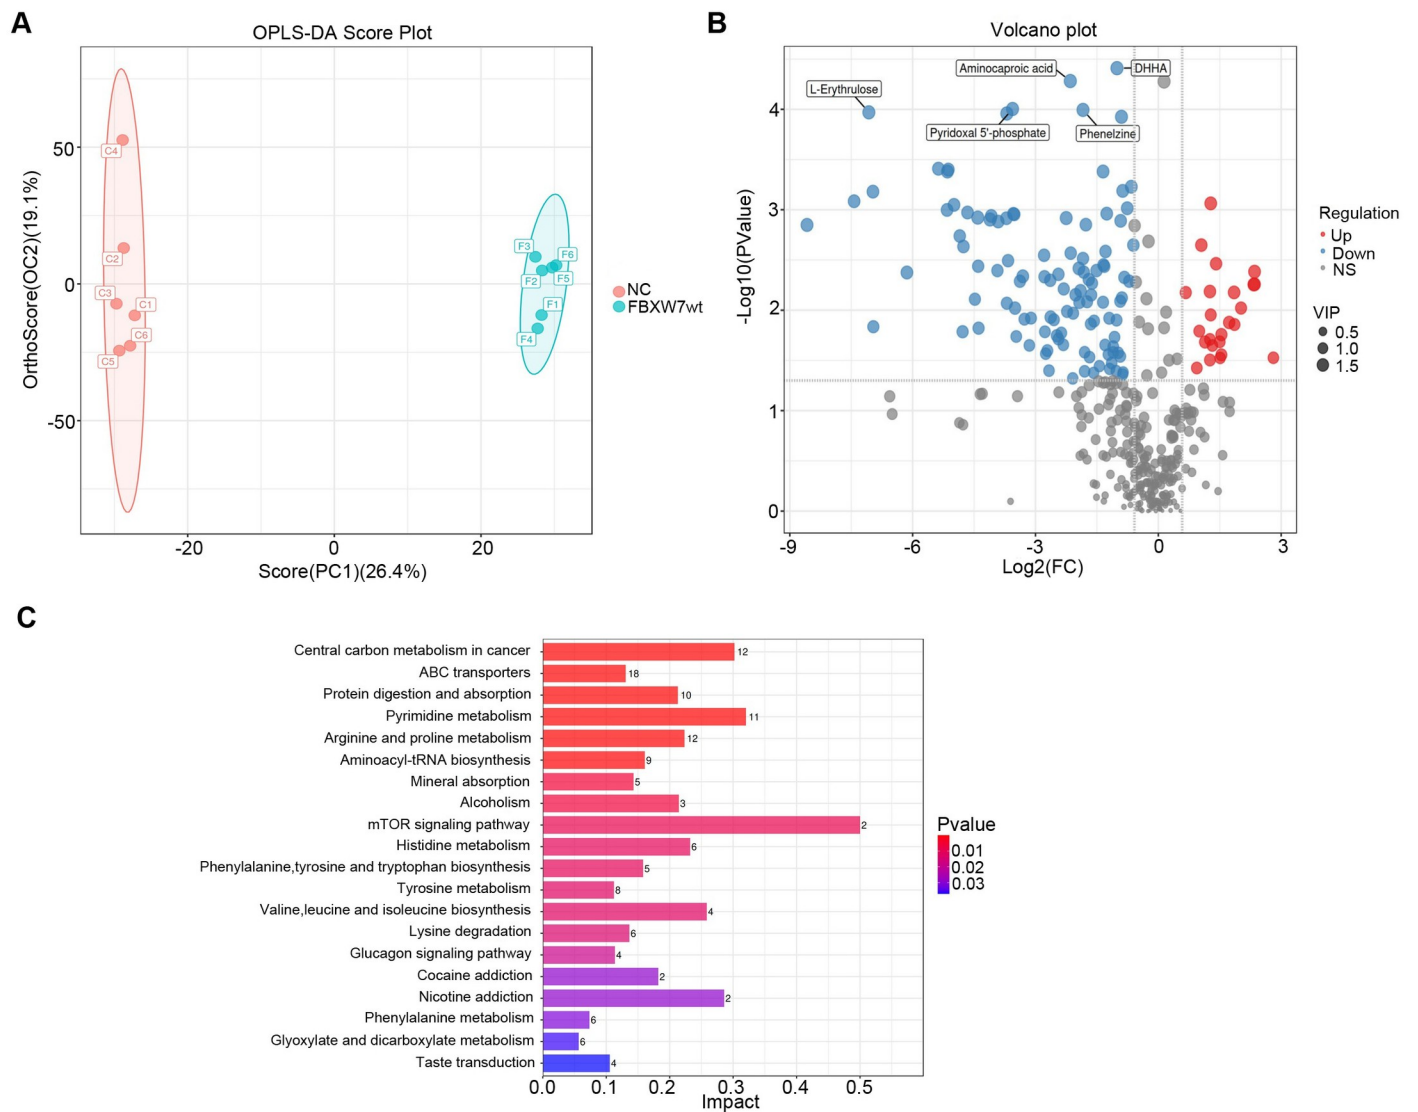 A
OPLS-DA Score Plot
OrthoScore(OC2)(19.1%)
50
0
-50
C4
C2
C3
C1
C6
C5
F3
F6
F2
F5
F1
F4
-20
0
20
Score(PC1)(26.4%)
NC
FBXW7wt
B
Volcano plot
-Log10(PValue)
4
3
2
1
0
Aminocaproic acid
DHHA
L-Erythrulose
Pyridoxal 5'-phosphate
Phenelzine
-9
-6
-3
0
3
Log2(FC)
Regulation
Up
Down
NS
VIP
0.5
1.0
1.5
C
Central carbon metabolism in cancer 12
ABC transporters 18
Protein digestion and absorption 10
Pyrimidine metabolism 11
Arginine and proline metabolism 12
Aminoacyl-tRNA biosynthesis 9
Mineral absorption 5
Alcoholism 3
mTOR signaling pathway 2
Histidine metabolism 6
Phenylalanine,tyrosine and tryptophan biosynthesis 5
Tyrosine metabolism 8
Valine,leucine and isoleucine biosynthesis 4
Lysine degradation 6
Glucagon signaling pathway 4
Cocaine addiction 2
Nicotine addiction 2
Phenylalanine metabolism 6
Glyoxylate and dicarboxylate metabolism 6
Taste transduction 4
0.0
0.1
0.2
0.3
0.4
0.5
Impact
Pvalue
0.01
0.02
0.03